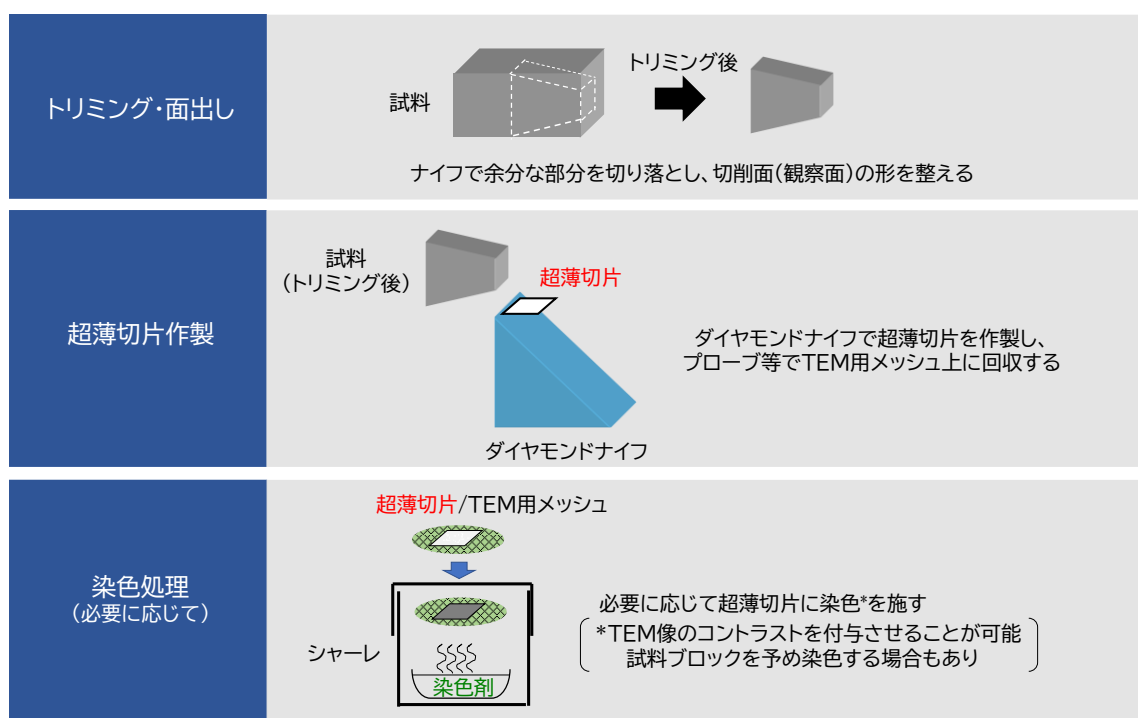 トリミング・面出し
試料
トリミング後
ナイフで余分な部分を切り落とし、切削面(観察面)の形を整える
超薄切片作製
試料
(トリミング後)
超薄切片
ダイヤモンドナイフ
ダイヤモンドナイフで超薄切片を作製し、
プローブ等でTEM用メッシュ上に回収する
染色処理
(必要に応じて)
超薄切片/TEM用メッシュ
シャーレ
染色剤
必要に応じて超薄切片に染色*を施す
*TEM像のコントラストを付与させることが可能
試料ブロックを予め染色する場合もあり